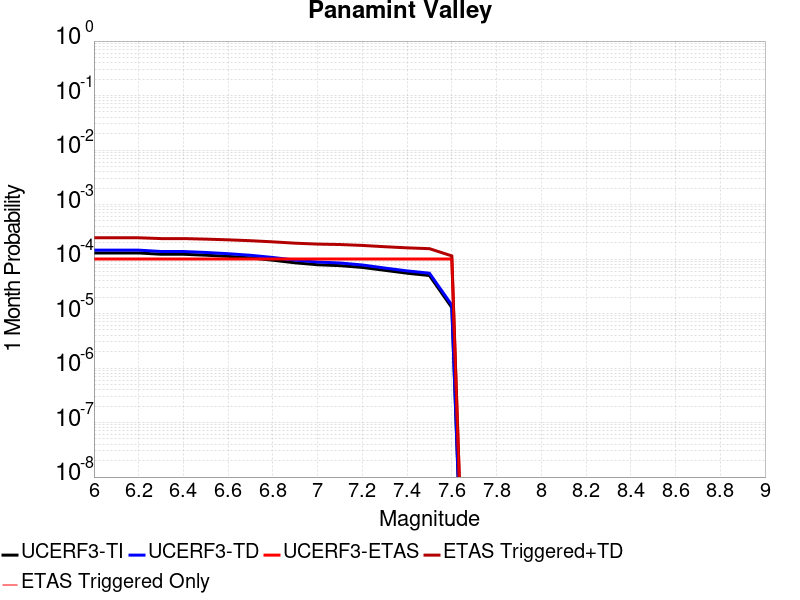 Panamint Valley
10^0
10^-1
10^-2
10^-3
10^-4
10^-5
10^-6
10^-7
10^-8
1 Month Probability
6 6.2 6.4 6.6 6.8 7 7.2 7.4 7.6 7.8 8 8.2 8.4 8.6 8.8 9
Magnitude
UCERF3-TI UCERF3-TD UCERF3-ETAS ETAS Triggered+TD
ETAS Triggered Only